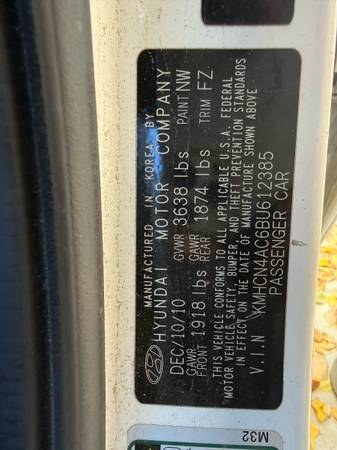 MANUFACTURED IN KOREA BY
HYUNDAI MOTOR COMPANY
DEC/10/10 GVWR 3638 lbs PAINT NW
GAWR FRONT 1918 lbs GAWR REAR 1874 lbs TRIM FZ
THIS VEHICLE CONFORMS TO ALL APPLICABLE U.S.A. FEDERAL
MOTOR VEHICLE SAFETY, BUMPER, AND THEFT PREVENTION STANDARDS
IN EFFECT ON THE DATE OF MANUFACTURE SHOWN ABOVE
V.I.N KMHCN4AC6BU612385
PASSENGER CAR
M32